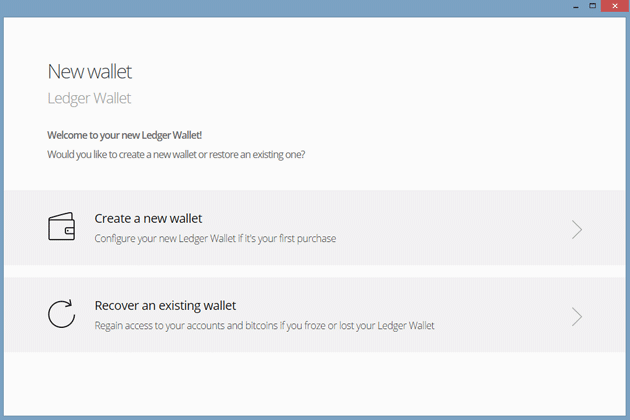 New wallet
Ledger Wallet
Welcome to your new Ledger Wallet!
Would you like to create a new wallet or restore an existing one?
Create a new wallet
Configure your new Ledger Wallet if it's your first purchase
Recover an existing wallet
Regain access to your accounts and bitcoins if you froze or lost your Ledger Wallet